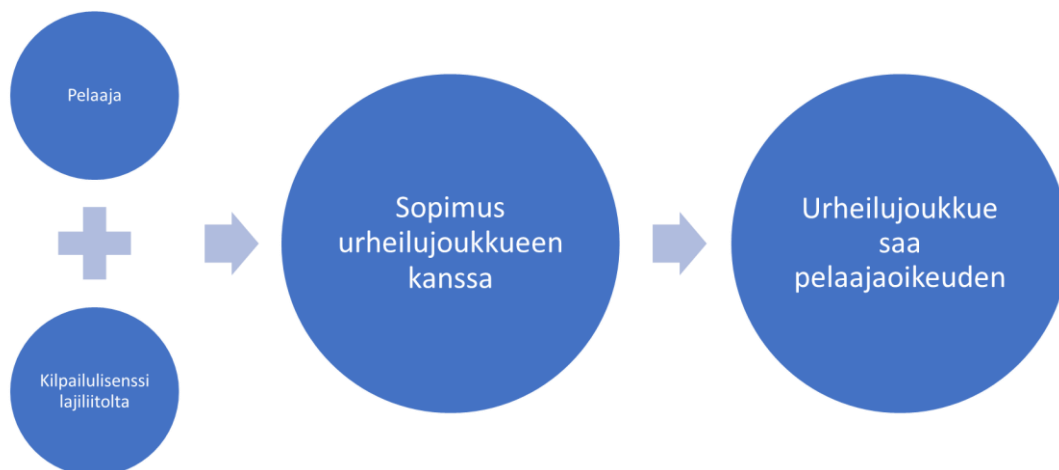 Pelaaja
Kilpailulisenssi
lajiliitolta
Sopimus
urheilujoukkueen
kanssa
Urheilujoukkue
saa
pelaajaoikeuden